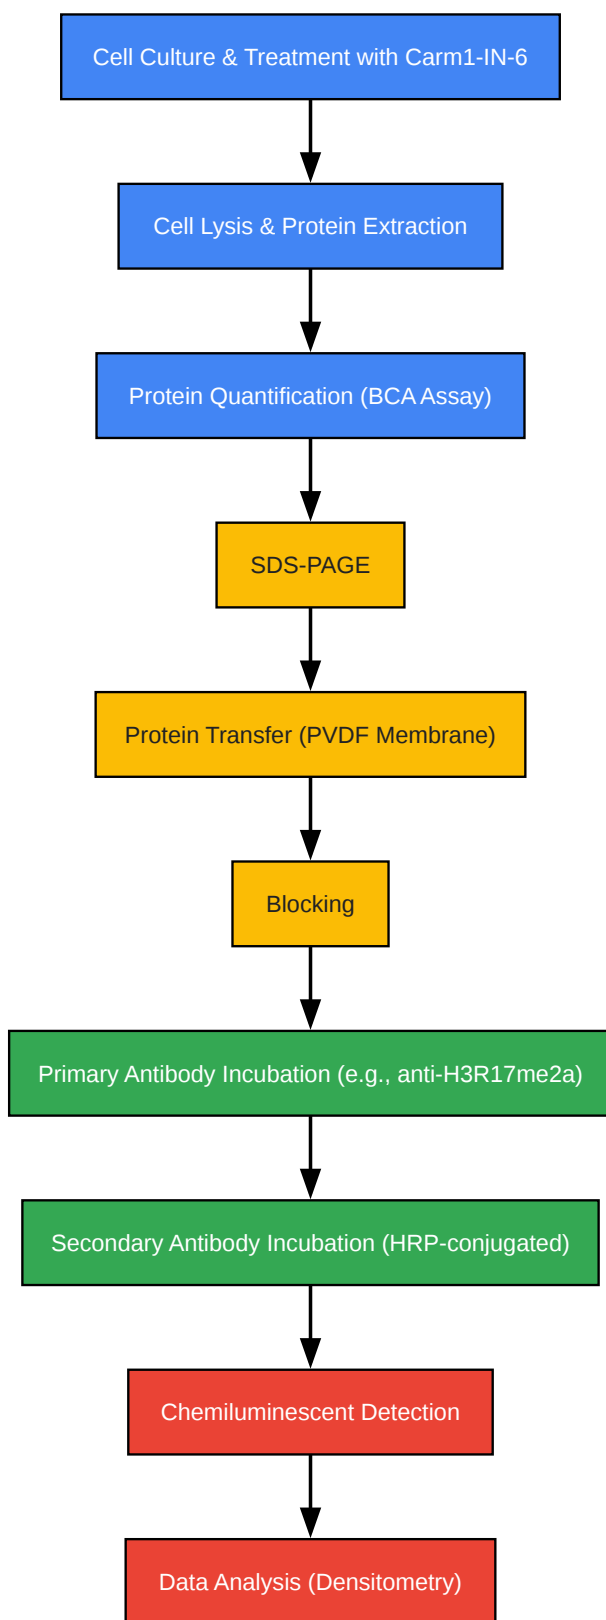 Cell Culture & Treatment with Carm1-IN-6
Cell Lysis & Protein Extraction
Protein Quantification (BCA Assay)
SDS-PAGE
Protein Transfer (PVDF Membrane)
Blocking
Primary Antibody Incubation (e.g., anti-H3R17me2a)
Secondary Antibody Incubation (HRP-conjugated)
Chemiluminescent Detection
Data Analysis (Densitometry)